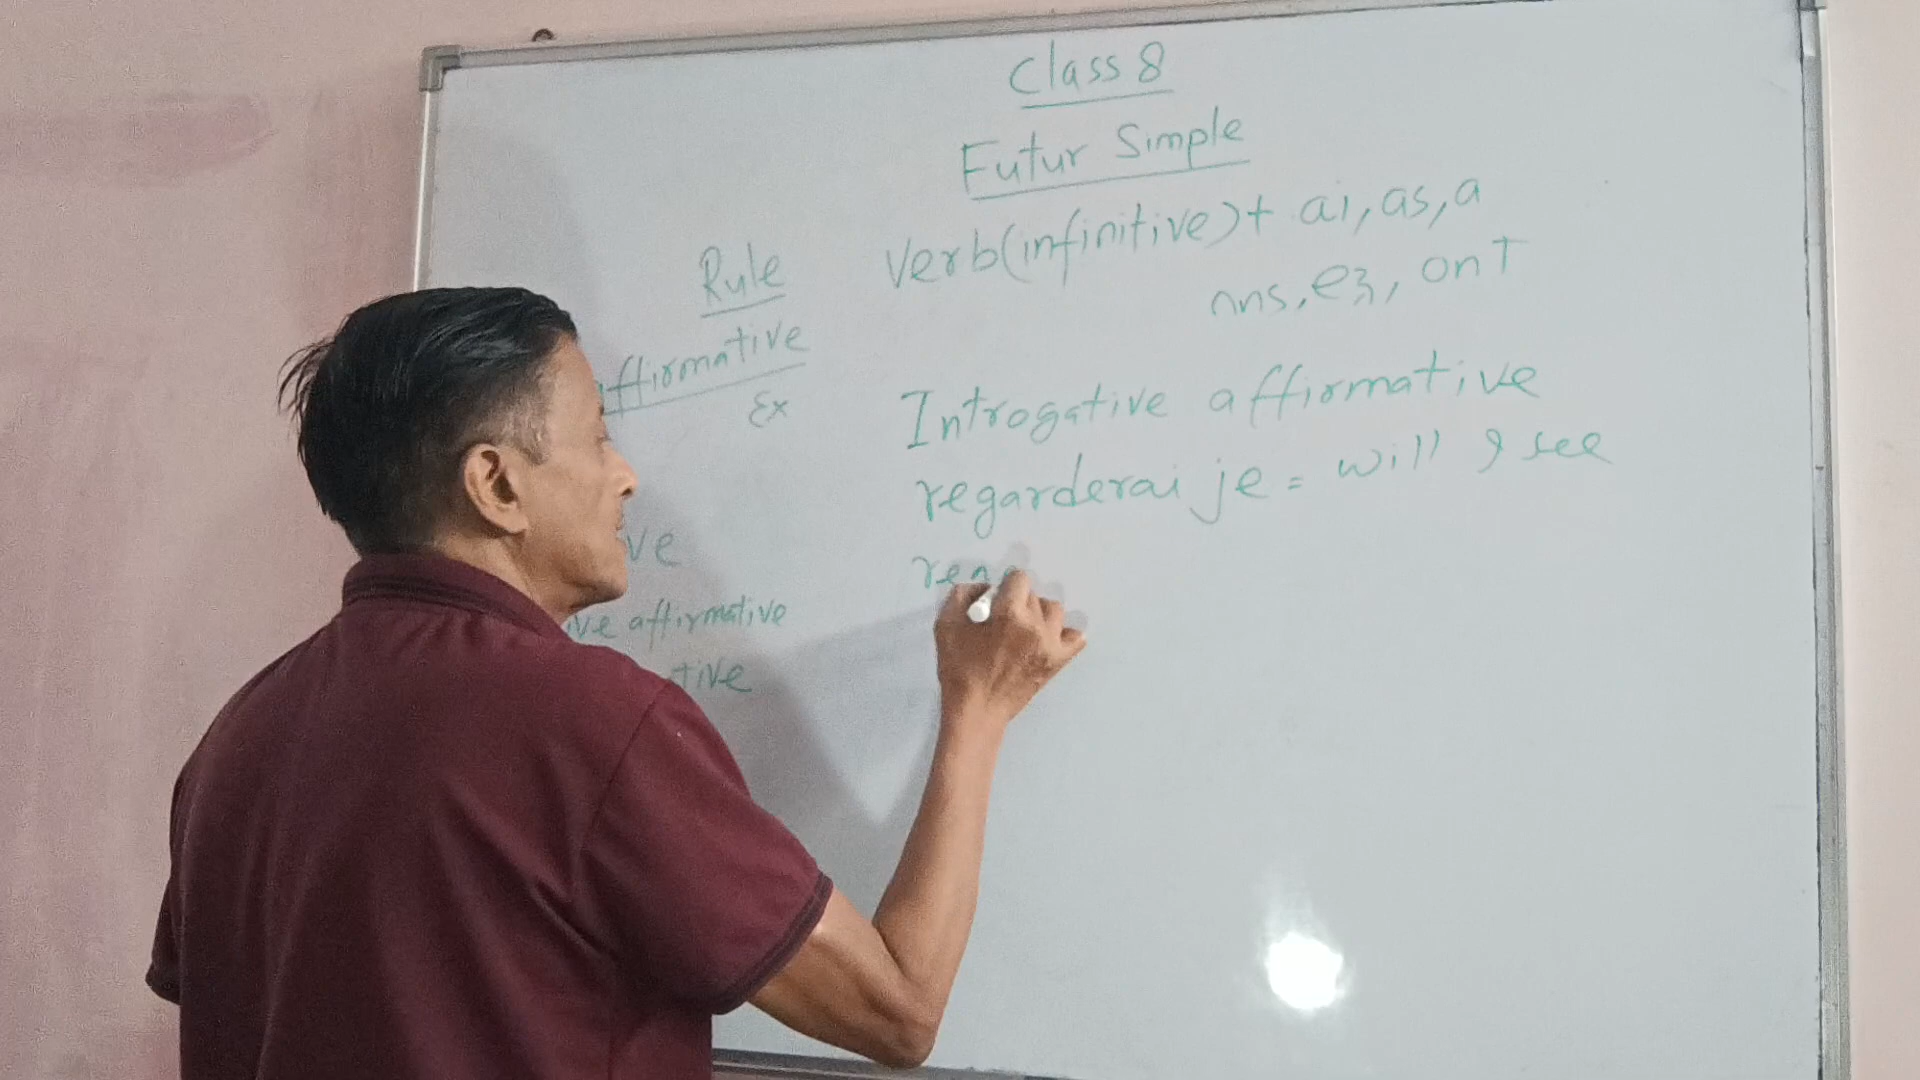 Class 8
Futur Simple
Rule
Verb(infinitive)+ ai, as, a
ons, ez, ont
affirmative
Ex
Introgative affirmative
regarderai je = will I see
ve
ive affirmative
tive